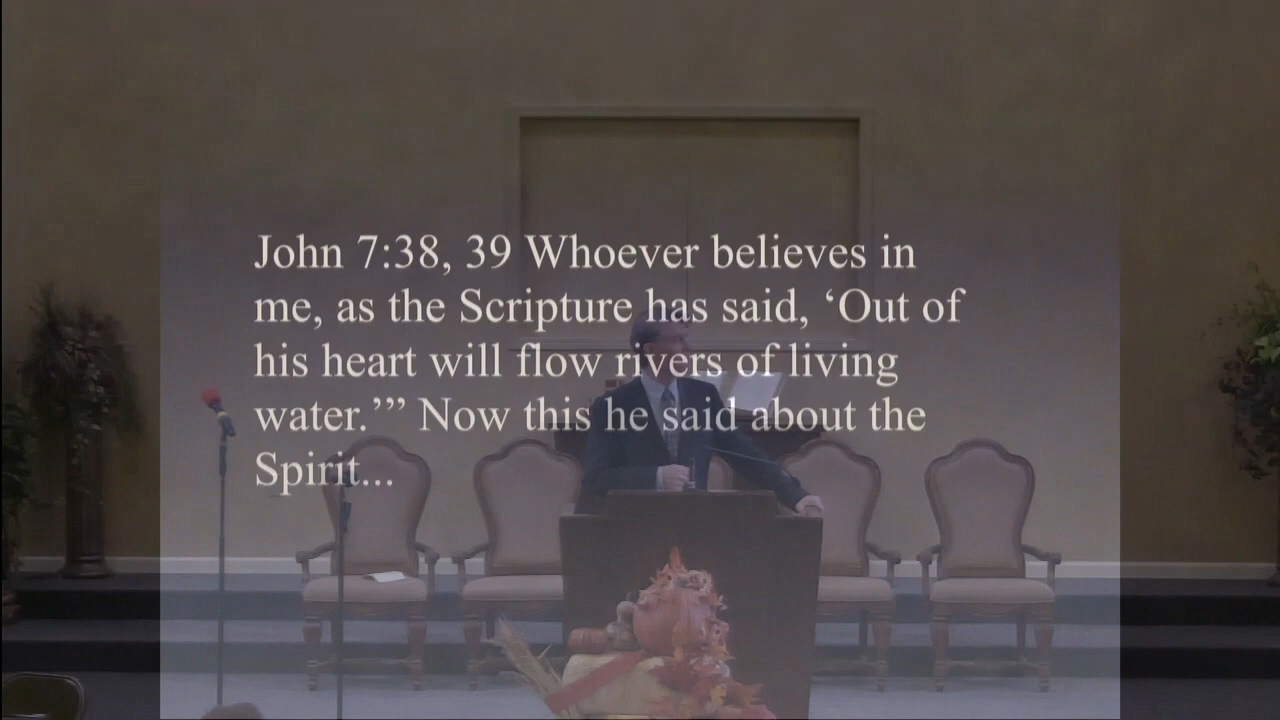 John 7:38, 39 Whoever believes in
me, as the Scripture has said, ‘Out of
his heart will flow rivers of living
water.’” Now this he said about the
Spirit...